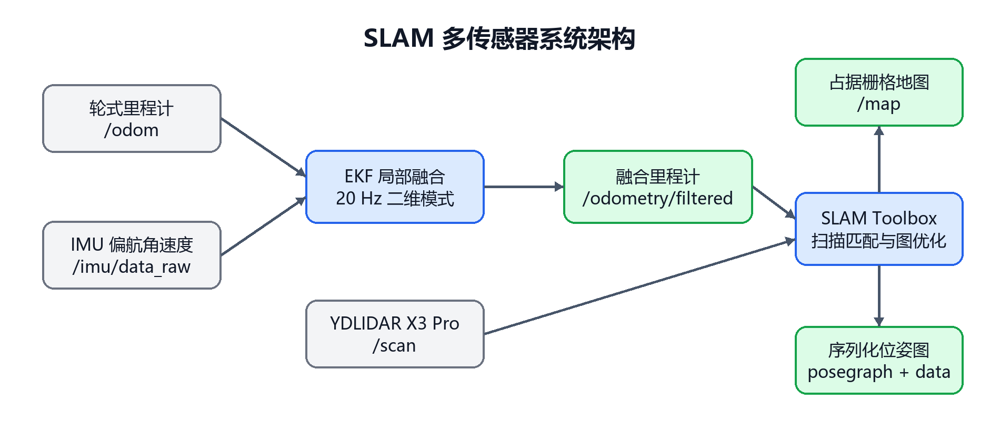 SLAM 多传感器系统架构
轮式里程计
/odom
IMU 偏航角速度
/imu/data_raw
EKF 局部融合
20 Hz 二维模式
YDLIDAR X3 Pro
/scan
融合里程计
/odometry/filtered
占据栅格地图
/map
SLAM Toolbox
扫描匹配与图优化
序列化位姿图
posegraph + data